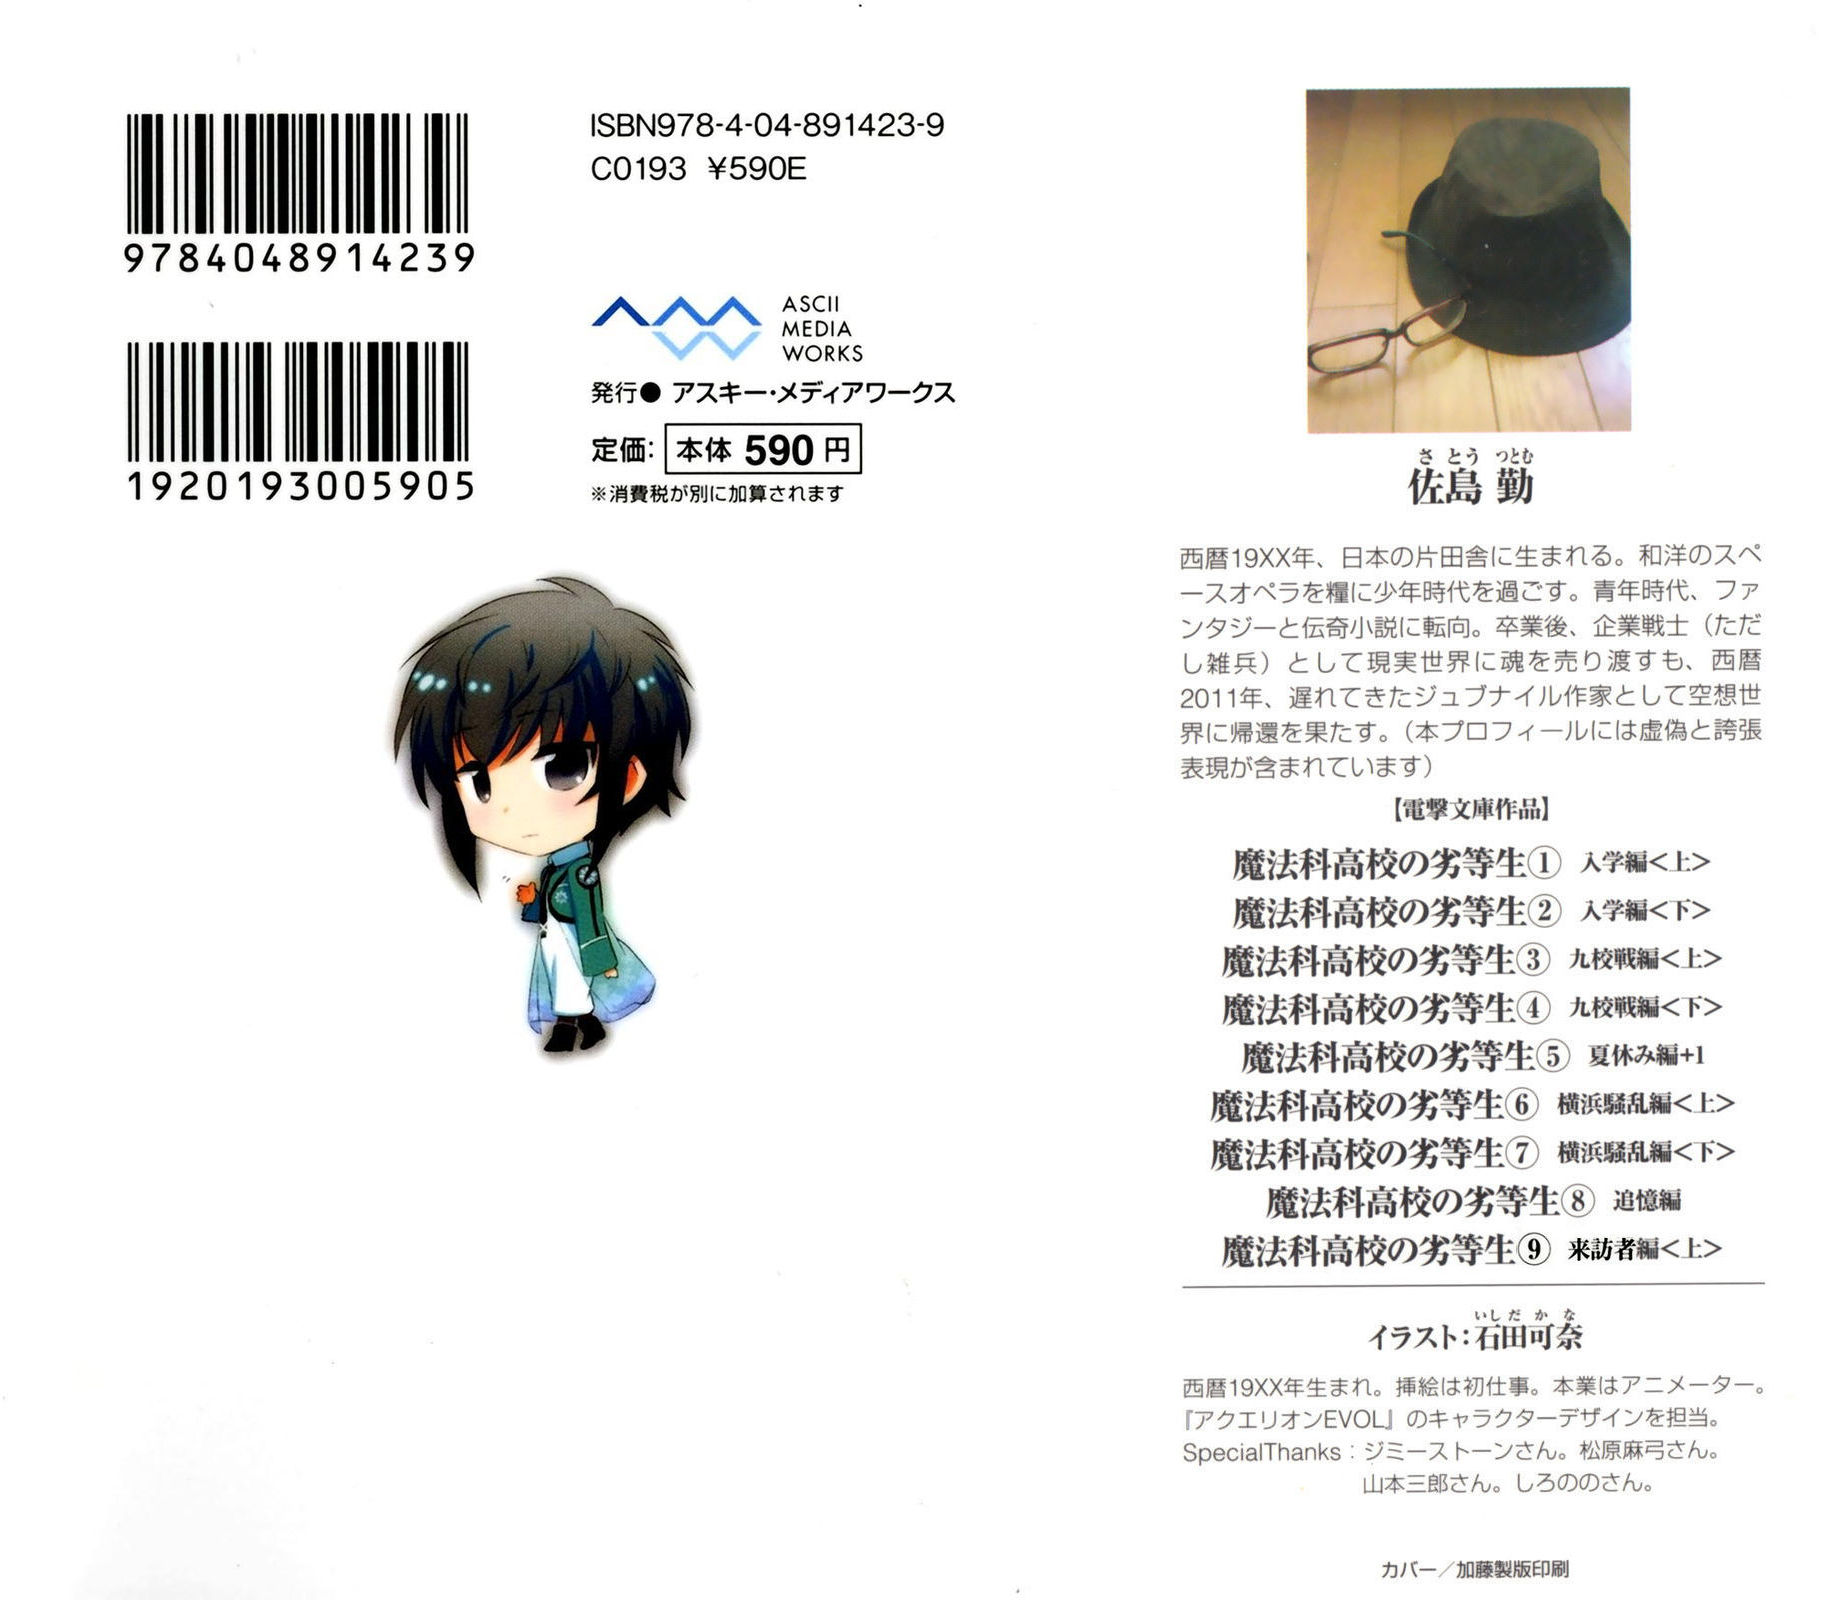 ISBN978-4-04-891423-9
C0193 ¥590E
9784048914239
1920193005905
ASCII
MEDIA
WORKS
発行● アスキー・メディアワークス
定価: 本体 590 円
※消費税が別に加算されます
さ とう つとむ
佐島 勤
西暦19XX年、日本の片田舎に生まれる。和洋のスペ
ースオペラを糧に少年時代を過ごす。青年時代、ファ
ンタジーと伝奇小説に転向。卒業後、企業戦士（ただ
し雑兵）として現実世界に魂を売り渡すも、西暦
2011年、遅れてきたジュブナイル作家として空想世
界に帰還を果たす。（本プロフィールには虚偽と誇張
表現が含まれています）
【電撃文庫作品】
魔法科高校の劣等生① 入学編<上>
魔法科高校の劣等生② 入学編<下>
魔法科高校の劣等生③ 九校戦編<上>
魔法科高校の劣等生④ 九校戦編<下>
魔法科高校の劣等生⑤ 夏休み編+1
魔法科高校の劣等生⑥ 横浜騒乱編<上>
魔法科高校の劣等生⑦ 横浜騒乱編<下>
魔法科高校の劣等生⑧ 追憶編
魔法科高校の劣等生⑨ 来訪者編<上>
いしだ か な
イラスト：石田可奈
西暦19XX年生まれ。挿絵は初仕事。本業はアニメーター。
『アクエリオンEVOL』のキャラクターデザインを担当。
SpecialThanks：ジミーストーンさん。松原麻弓さん。
山本三郎さん。しろののさん。
カバー／加藤製版印刷